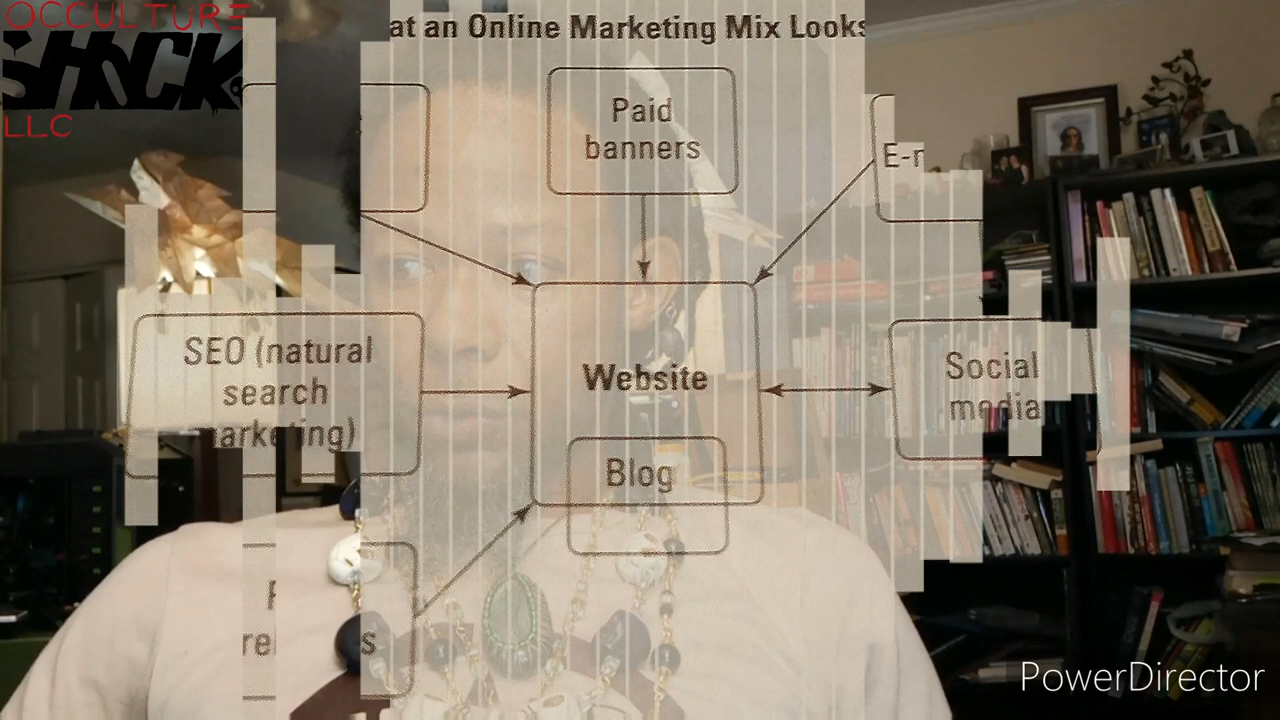 OCCULTURE
SHOCK
LLC
at an Online Marketing Mix Looks
Paid
banners
SEO (natural
search
marketing)
Website
Blog
Social
media
PowerDirector